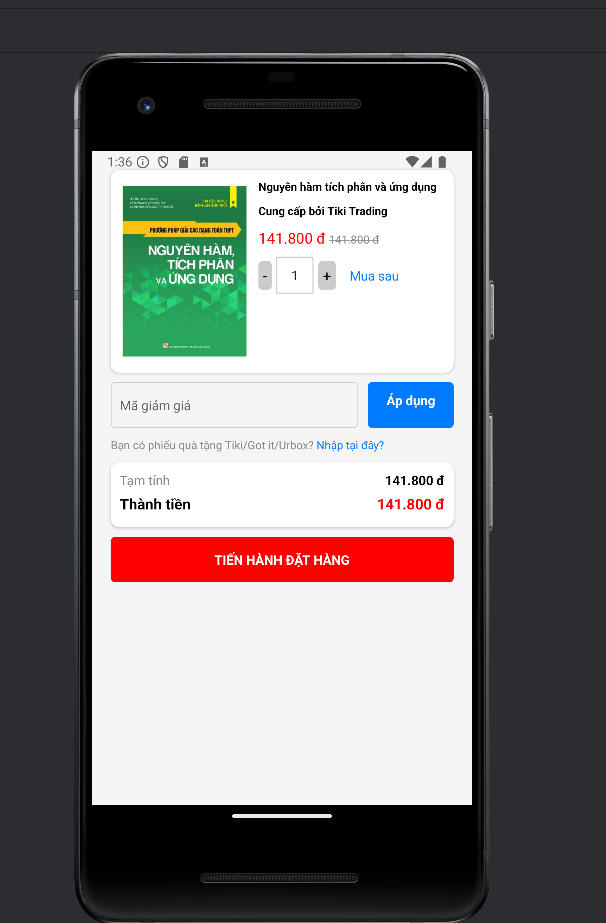 1:36
Nguyên hàm tích phân và ứng dụng
Cung cấp bởi Tiki Trading
141.800 đ 141.800 đ
- 1 + Mua sau
PHƯƠNG PHÁP GIẢI CÁC DẠNG TOÁN THPT
NGUYÊN HÀM,
TÍCH PHÂN
VÀ ỨNG DỤNG
Mã giảm giá
Áp dụng
Bạn có phiếu quà tặng Tiki/Got it/Urbox? Nhập tại đây?
Tạm tính 141.800 đ
Thành tiền 141.800 đ
TIẾN HÀNH ĐẶT HÀNG